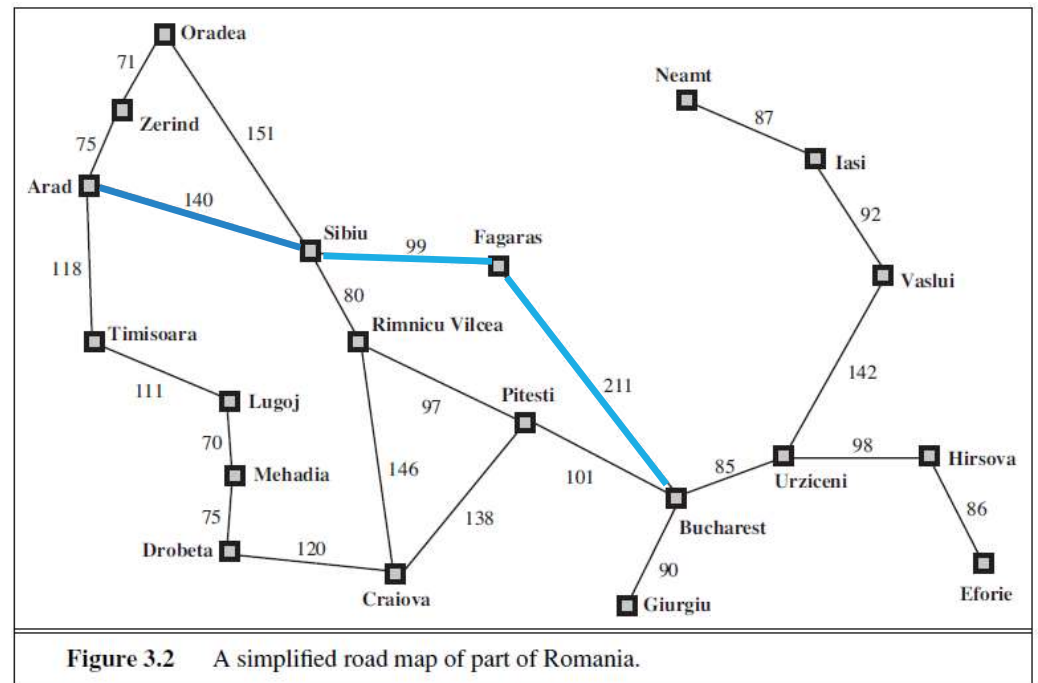 Oradea
71
Neamt
87
Zerind
151
75
Iasi
Arad
140
92
Sibiu
99
Fagaras
118
Vaslui
80
Timisoara
Rimnicu Vilcea
142
111
211
Lugoj
97
Pitesti
70
146
98
Mehadia
101
85
Hirsova
Urziceni
75
138
86
Bucharest
Drobeta
120
90
Craiova
Giurgiu
Eforie
Figure 3.2 A simplified road map of part of Romania.